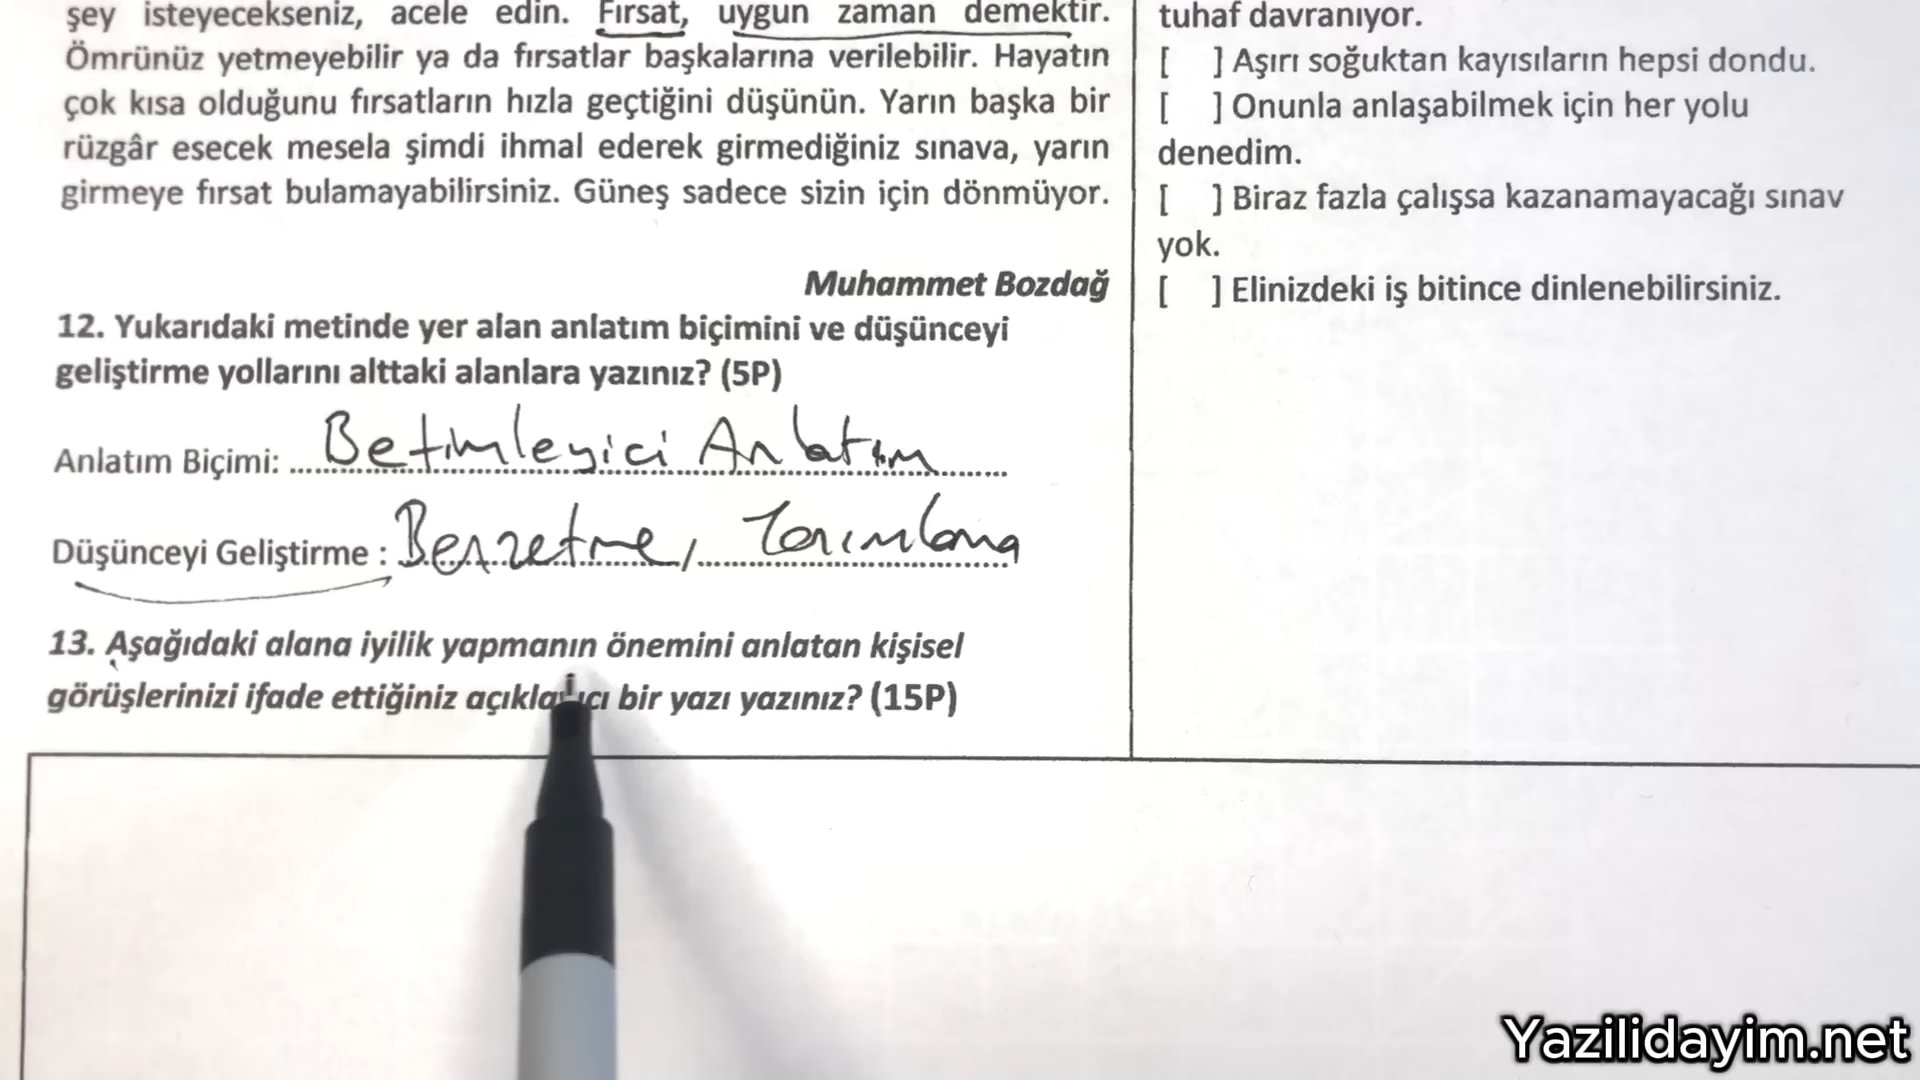 şey isteyecekseniz, acele edin. Fırsat, uygun zaman demektir.
Ömrünüz yetmeyebilir ya da fırsatlar başkalarına verilebilir. Hayatın
çok kısa olduğunu fırsatların hızla geçtiğini düşünün. Yarın başka bir
rüzgâr esecek mesela şimdi ihmal ederek girmediğiniz sınava, yarın
girmeye fırsat bulamayabilirsiniz. Güneş sadece sizin için dönmüyor.
Muhammet Bozdağ
12. Yukarıdaki metinde yer alan anlatım biçimini ve düşünceyi
geliştirme yollarını alttaki alanlara yazınız? (5P)
Anlatım Biçimi: Betimleyici Anlatım
Düşünceyi Geliştirme : Benzetme, Tanımlama
13. Aşağıdaki alana iyilik yapmanın önemini anlatan kişisel
görüşlerinizi ifade ettiğiniz açıklayıcı bir yazı yazınız? (15P)
tuhaf davranıyor.
[ ] Aşırı soğuktan kayısıların hepsi dondu.
[ ] Onunla anlaşabilmek için her yolu
denedim.
[ ] Biraz fazla çalışsa kazanamayacağı sınav
yok.
[ ] Elinizdeki iş bitince dinlenebilirsiniz.
Yazilidayim.net